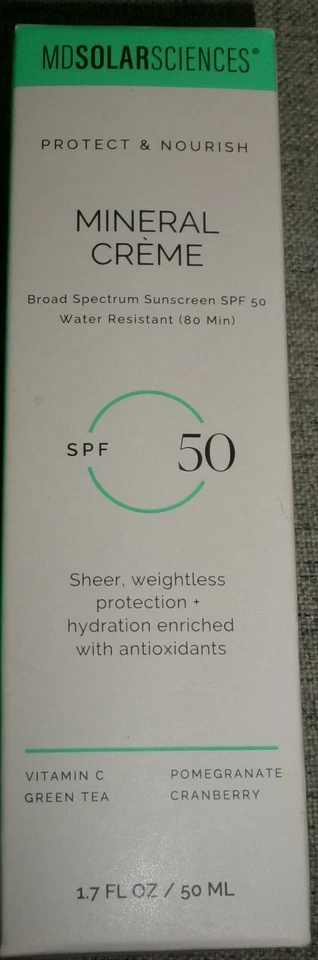 MDSOLARSCIENCES®
PROTECT & NOURISH
MINERAL
CRÈME
Broad Spectrum Sunscreen SPF 50
Water Resistant (80 Min)
SPF 50
Sheer, weightless
protection +
hydration enriched
with antioxidants
VITAMIN C POMEGRANATE
GREEN TEA CRANBERRY
1.7 FL OZ / 50 ML